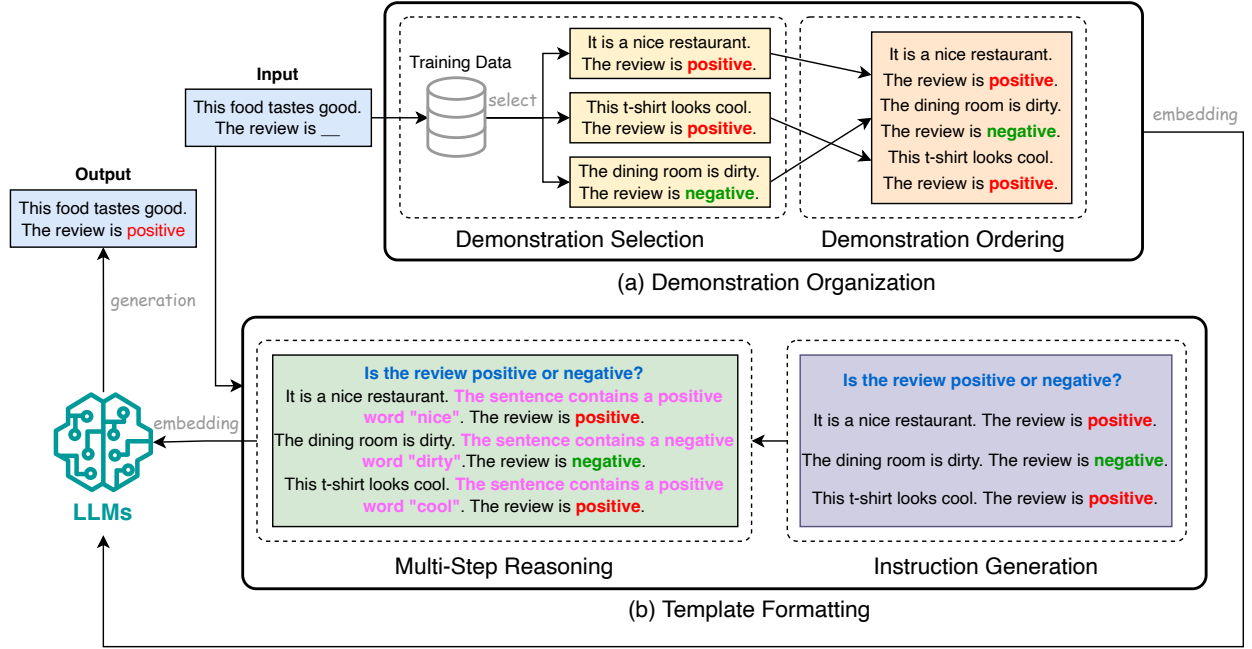 Input
This food tastes good.
The review is __
Output
This food tastes good.
The review is positive
generation
LLMs
embedding
Training Data
select
It is a nice restaurant.
The review is positive.
This t-shirt looks cool.
The review is positive.
The dining room is dirty.
The review is negative.
Demonstration Selection
It is a nice restaurant.
The review is positive.
The dining room is dirty.
The review is negative.
This t-shirt looks cool.
The review is positive.
Demonstration Ordering
(a) Demonstration Organization
embedding
Is the review positive or negative?
It is a nice restaurant. The sentence contains a positive
word "nice". The review is positive.
The dining room is dirty. The sentence contains a negative
word "dirty".The review is negative.
This t-shirt looks cool. The sentence contains a positive
word "cool". The review is positive.
Multi-Step Reasoning
Is the review positive or negative?
It is a nice restaurant. The review is positive.
The dining room is dirty. The review is negative.
This t-shirt looks cool. The review is positive.
Instruction Generation
(b) Template Formatting